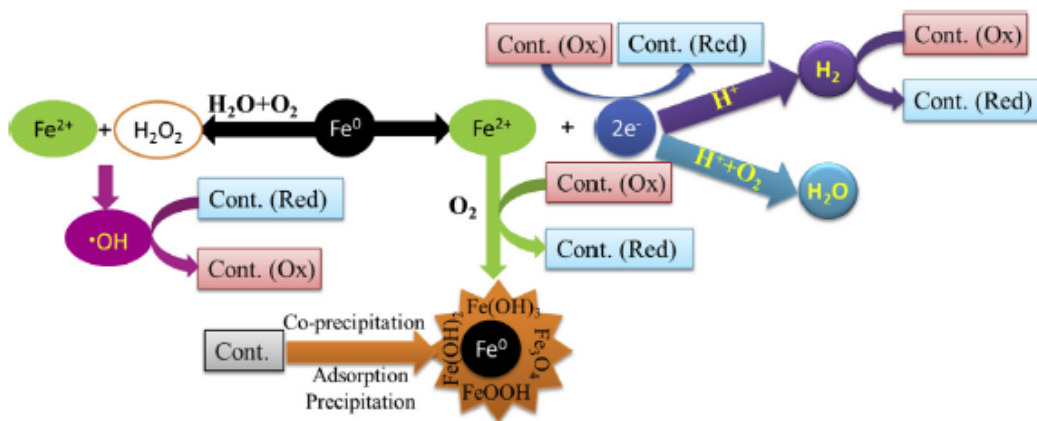 Cont. (Ox)
Cont. (Red)
H₂
Cont. (Ox)
H⁺
Cont. (Red)
Fe²⁺
+
H₂O₂
H₂O+O₂
Fe⁰
Fe²⁺
+
2e⁻
H⁺+O₂
H₂O
O₂
Cont. (Ox)
Cont. (Red)
Cont. (Red)
•OH
Cont. (Ox)
Cont.
Co-precipitation
Adsorption
Precipitation
Fe(OH)₂
Fe(OH)₃
Fe₃O₄
FeOOH
Fe⁰